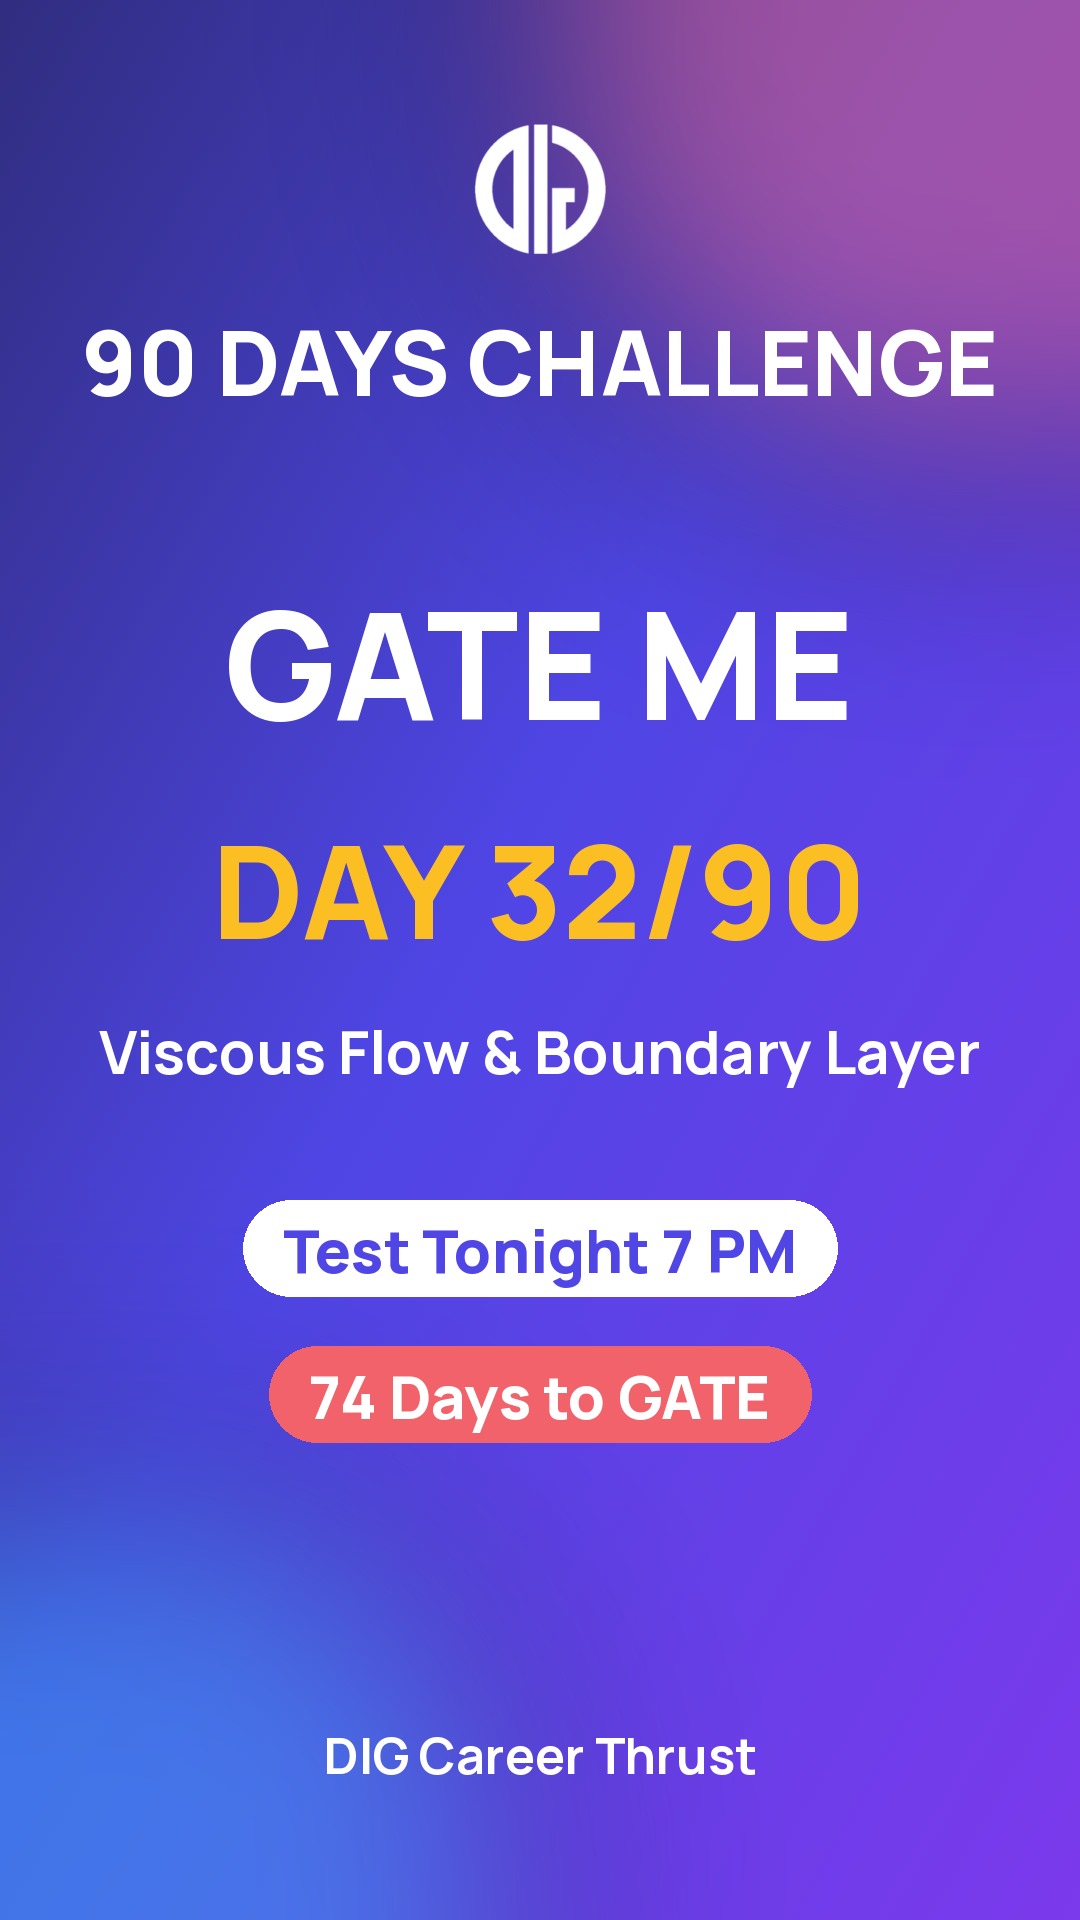 DIG
90 DAYS CHALLENGE
GATE ME
DAY 32/90
Viscous Flow & Boundary Layer
Test Tonight 7 PM
74 Days to GATE
DIG Career Thrust